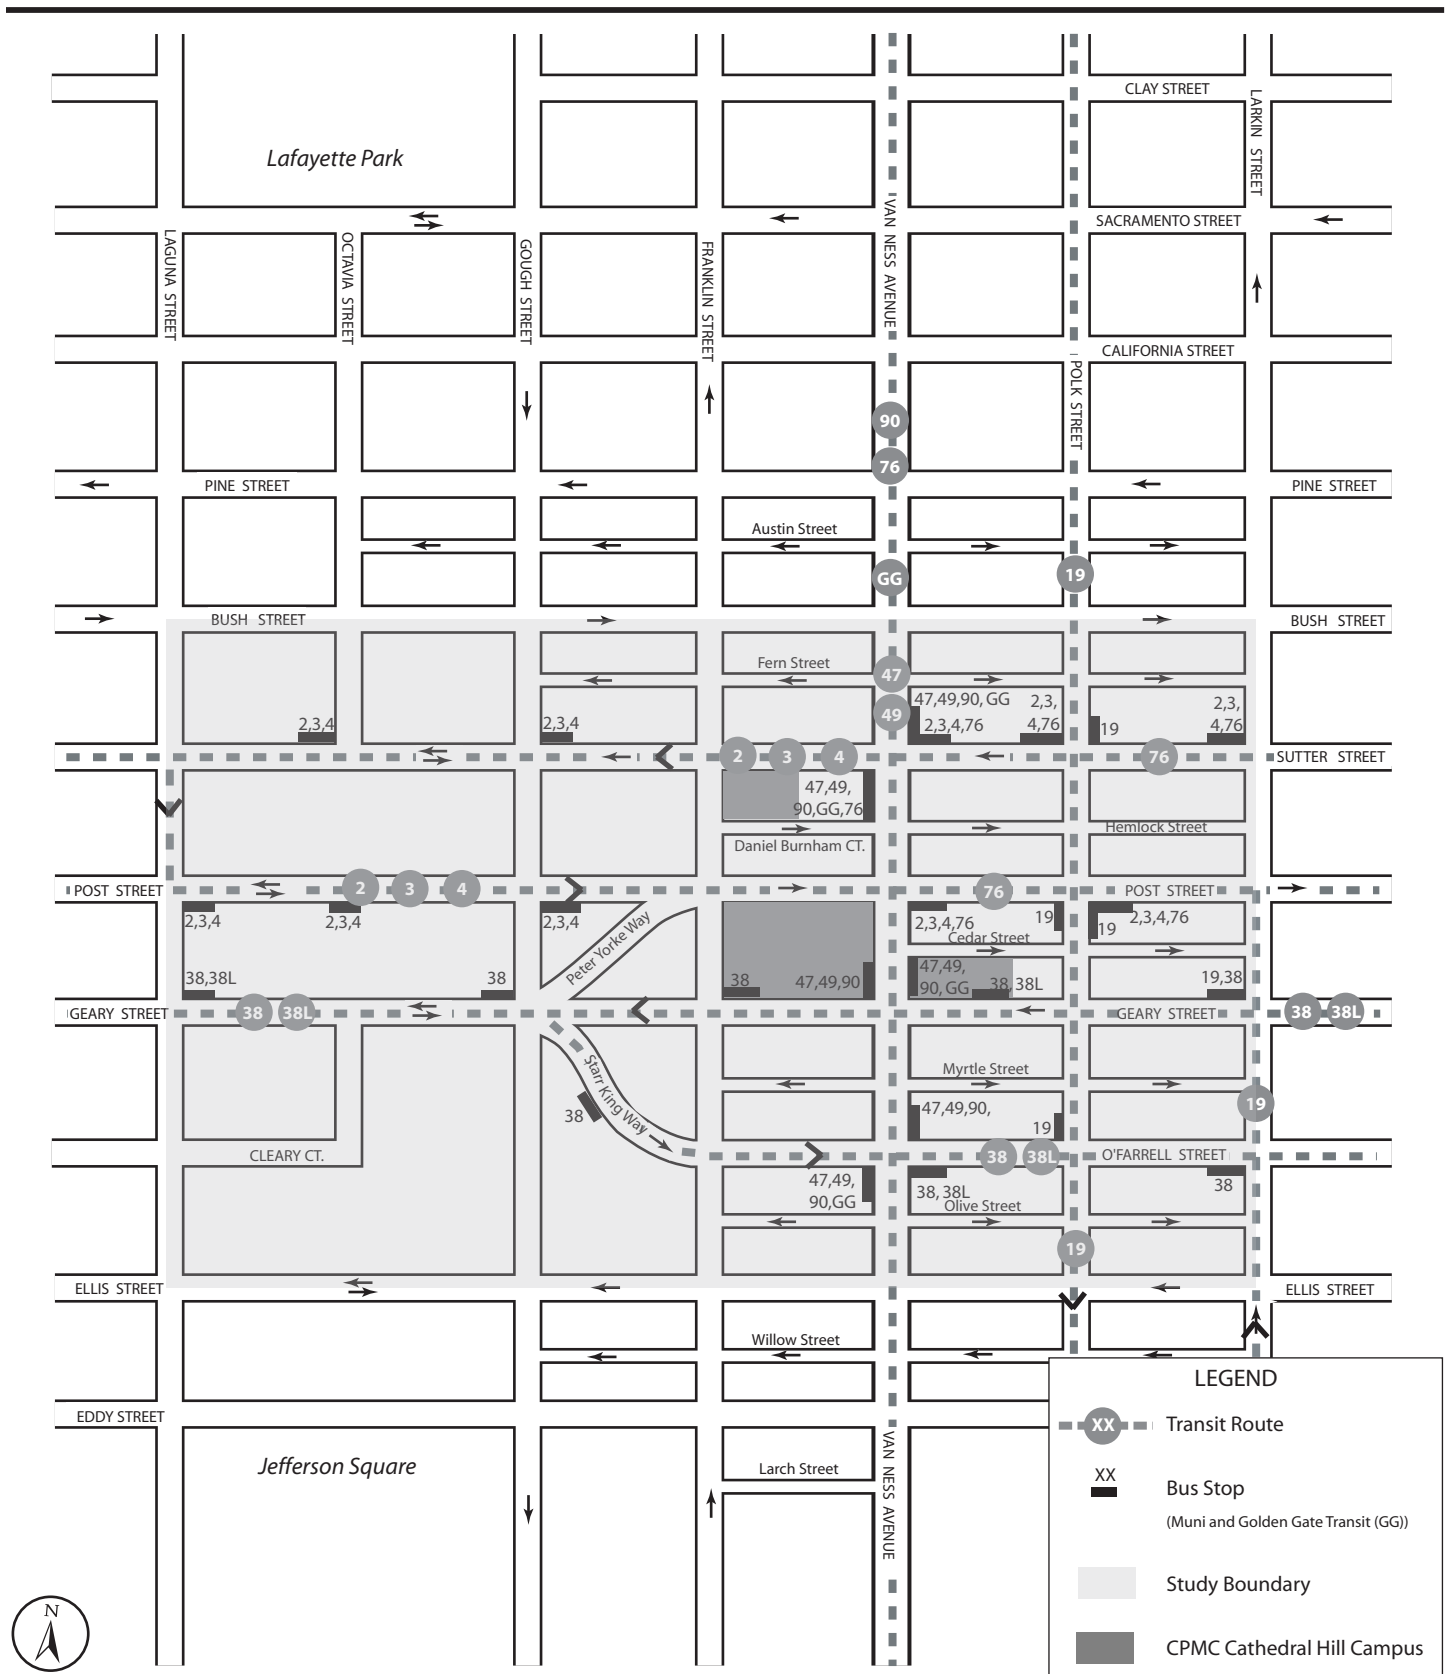 CLAY STREET
LARKIN STREET
Lafayette Park
SACRAMENTO STREET
LAGUNA STREET
OCTAVIA STREET
GOUGH STREET
FRANKLIN STREET
VAN NESS AVENUE
CALIFORNIA STREET
POLK STREET
90
76
PINE STREET
PINE STREET
Austin Street
GG
19
BUSH STREET
BUSH STREET
Fern Street
47
47,49,90, GG
2,3,
4,76
2,3,
4,76
49
2,3,4
2,3,4
2,3,4,76
19
2
3
4
76
SUTTER STREET
47,49,
90,GG,76
Hemlock Street
Daniel Burnham CT.
POST STREET
2
3
4
76
POST STREET
2,3,4
2,3,4
2,3,4
Peter Yorke Way
2,3,4,76
19
19
2,3,4,76
Cedar Street
38,38L
38
38
47,49,90
47,49,
90, GG
38, 38L
19,38
GEARY STREET
38
38L
GEARY STREET
38
38L
Starr King Way
38
Myrtle Street
47,49,90,
19
19
CLEARY CT.
38
38L
O'FARRELL STREET
47,49,
90,GG
38, 38L
38
Olive Street
19
ELLIS STREET
ELLIS STREET
Willow Street
EDDY STREET
Jefferson Square
Larch Street
VAN NESS AVENUE
LEGEND
XX
Transit Route
XX
Bus Stop
(Muni and Golden Gate Transit (GG))
Study Boundary
CPMC Cathedral Hill Campus
N